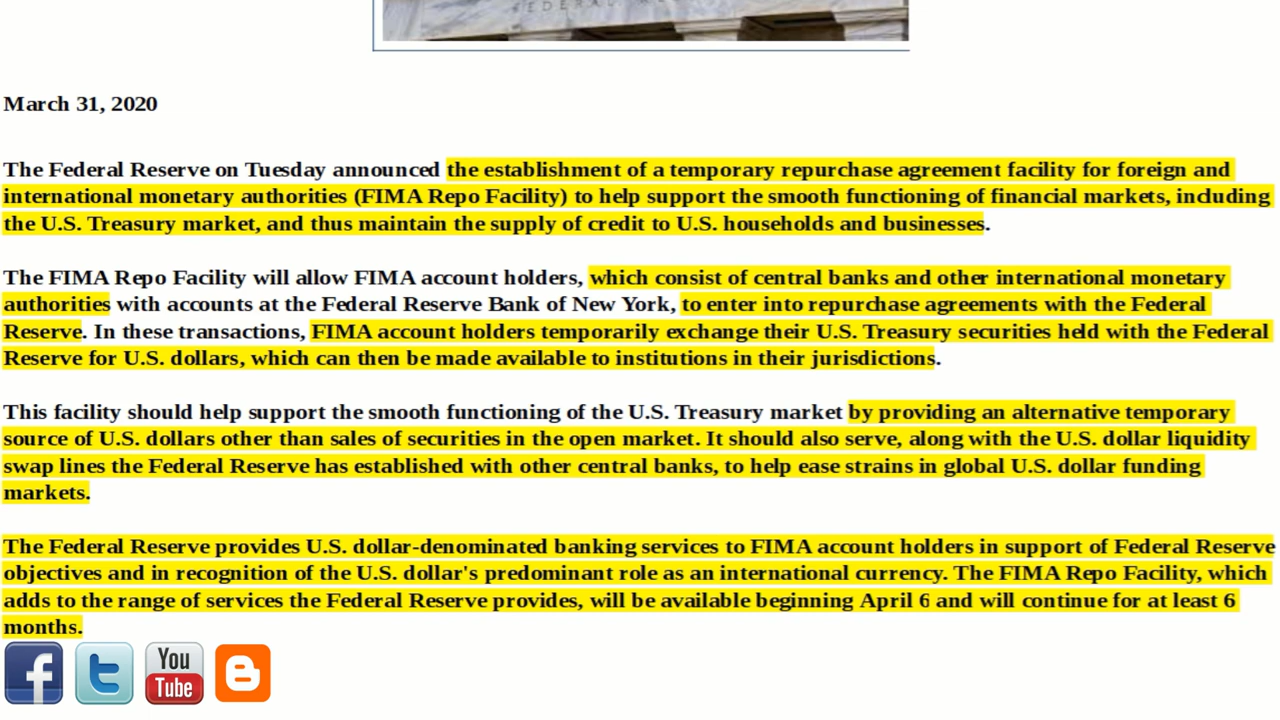 FEDERAL RE
March 31, 2020
The Federal Reserve on Tuesday announced the establishment of a temporary repurchase agreement facility for foreign and
international monetary authorities (FIMA Repo Facility) to help support the smooth functioning of financial markets, including
the U.S. Treasury market, and thus maintain the supply of credit to U.S. households and businesses.
The FIMA Repo Facility will allow FIMA account holders, which consist of central banks and other international monetary
authorities with accounts at the Federal Reserve Bank of New York, to enter into repurchase agreements with the Federal
Reserve. In these transactions, FIMA account holders temporarily exchange their U.S. Treasury securities held with the Federal
Reserve for U.S. dollars, which can then be made available to institutions in their jurisdictions.
This facility should help support the smooth functioning of the U.S. Treasury market by providing an alternative temporary
source of U.S. dollars other than sales of securities in the open market. It should also serve, along with the U.S. dollar liquidity
swap lines the Federal Reserve has established with other central banks, to help ease strains in global U.S. dollar funding
markets.
The Federal Reserve provides U.S. dollar-denominated banking services to FIMA account holders in support of Federal Reserve
objectives and in recognition of the U.S. dollar's predominant role as an international currency. The FIMA Repo Facility, which
adds to the range of services the Federal Reserve provides, will be available beginning April 6 and will continue for at least 6
months.
You
Tube